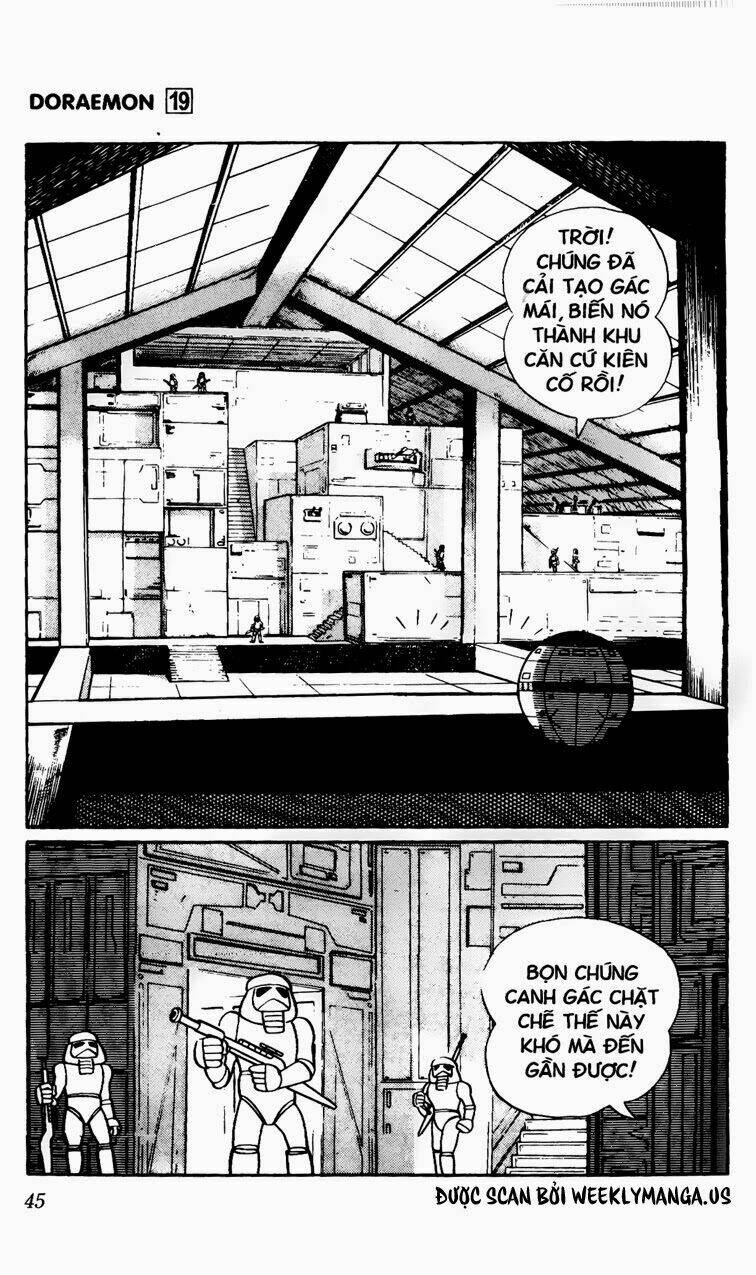 DORAEMON 19
TRỜI!
CHÚNG ĐÃ
CẢI TẠO GÁC
MÁI, BIẾN NÓ
THÀNH KHU
CĂN CỨ KIÊN
CỐ RỒI!
BỌN CHÚNG
CANH GÁC CHẶT
CHẼ THẾ NÀY
KHÓ MÀ ĐẾN
GẦN ĐƯỢC!
45
ĐƯỢC SCAN BỞI WEEKLYMANGA.US